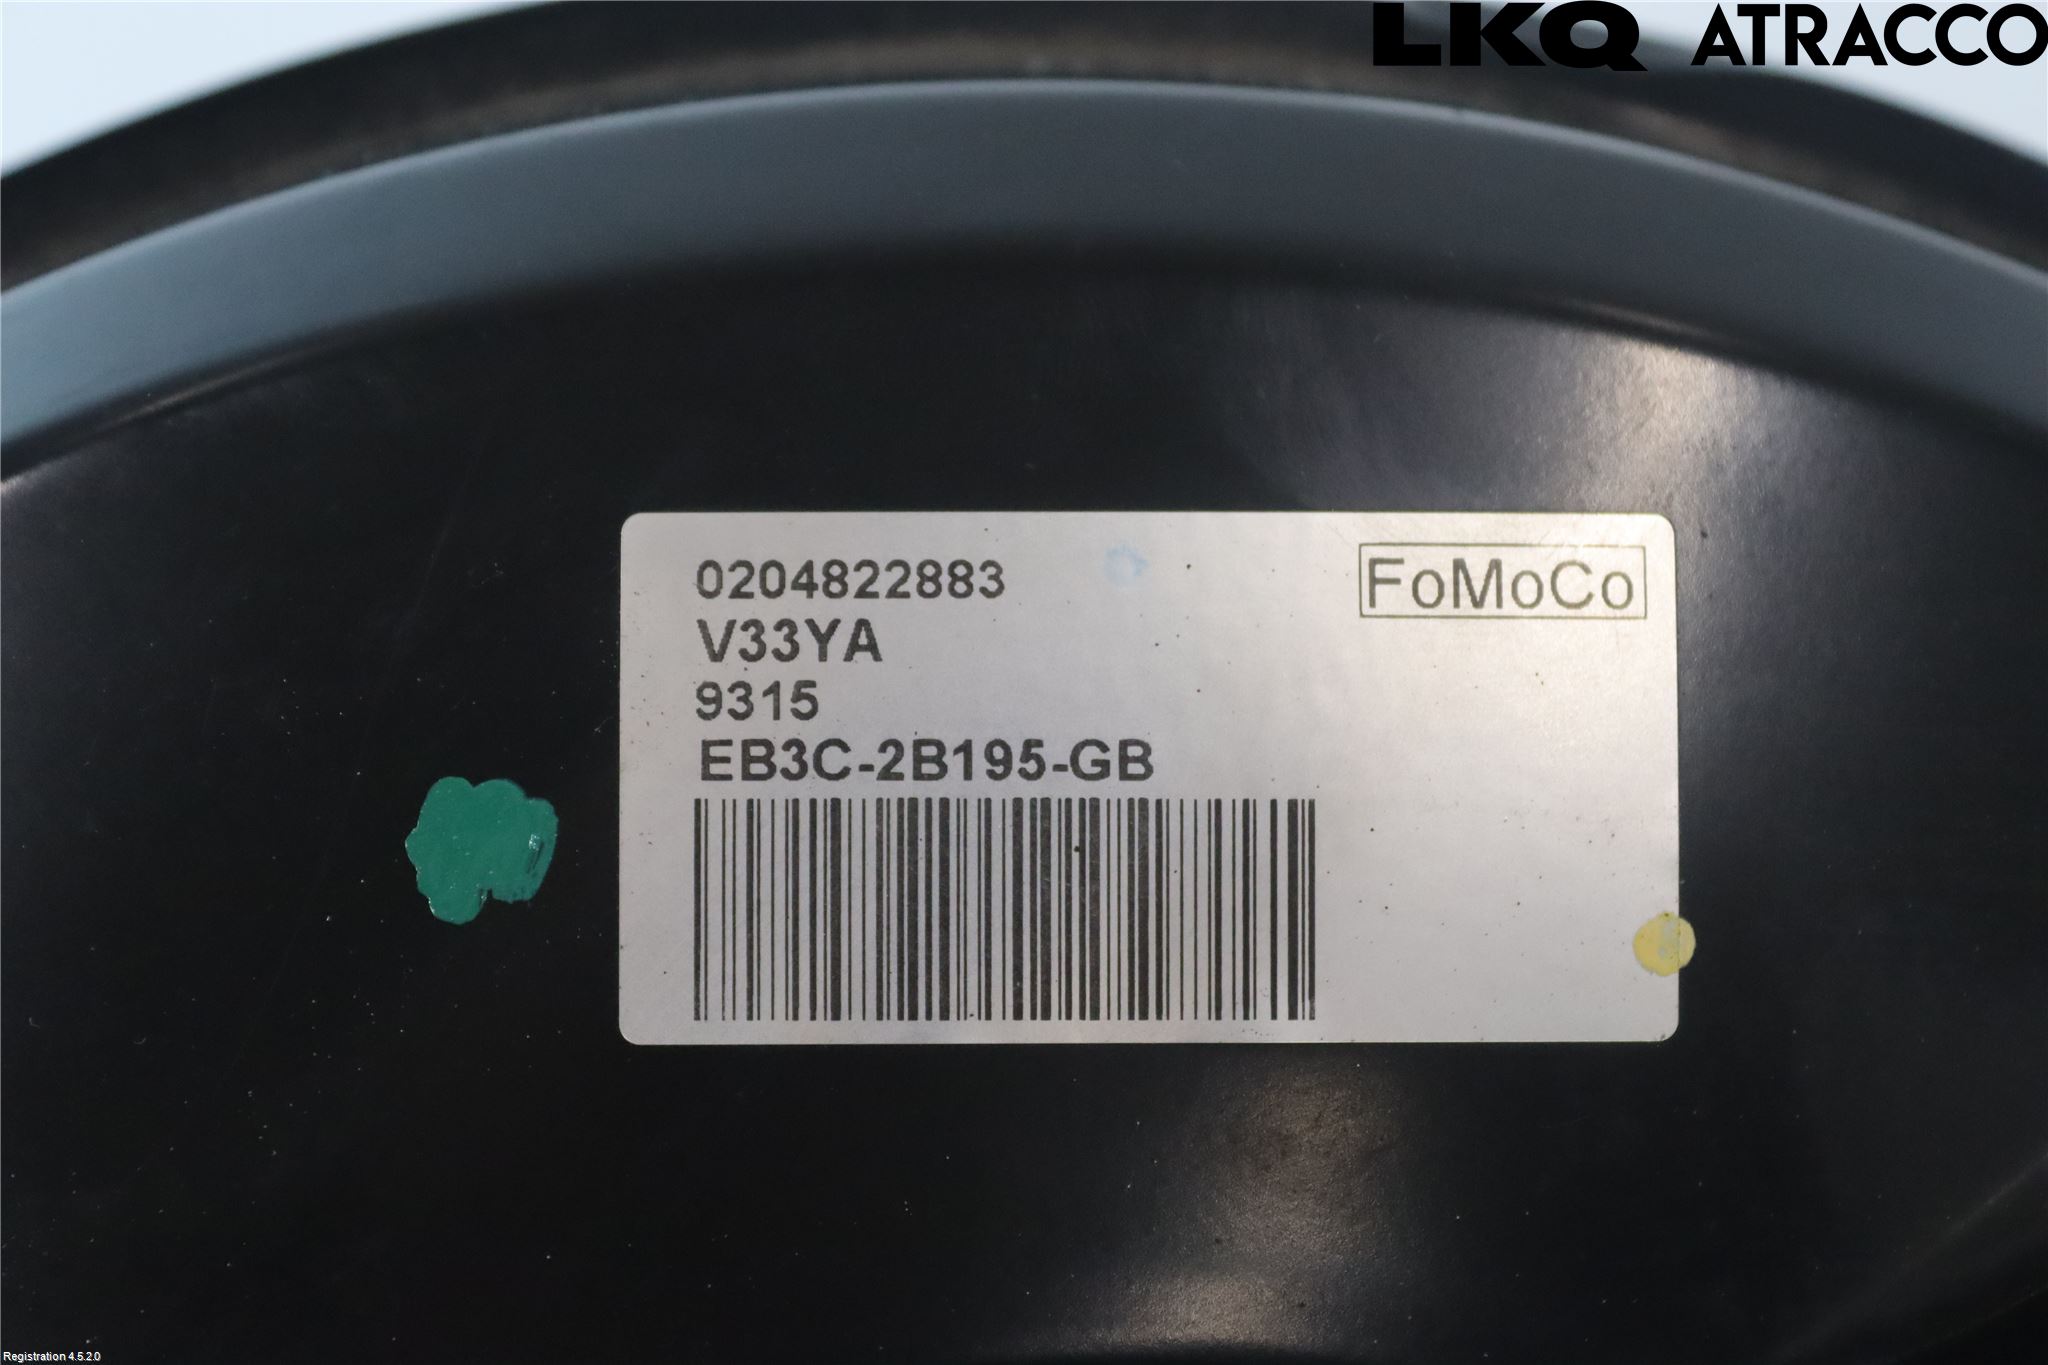 LKQ ATRACCO
0204822883
FoMoCo
V33YA
9315
EB3C-2B195-GB
Registration 4.5.2.0